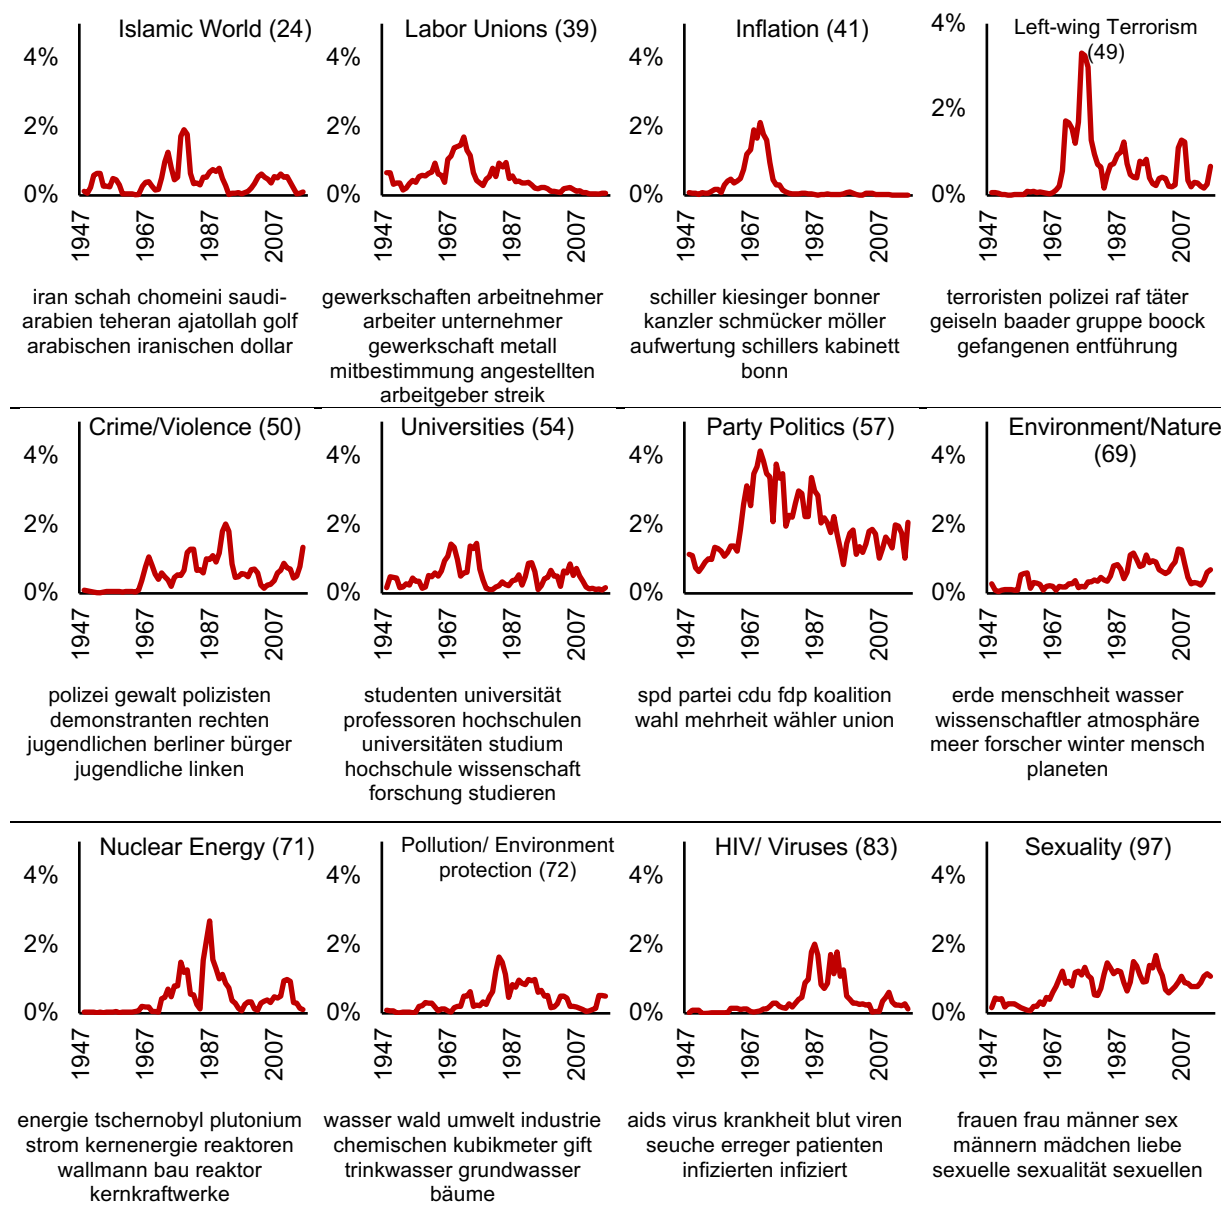 Islamic World (24)
4%
2%
0%
1947
1967
1987
2007
iran schah chomeini saudi-
arabien teheran ajatollah golf
arabischen iranischen dollar
Labor Unions (39)
4%
2%
0%
1947
1967
1987
2007
gewerkschaften arbeitnehmer
arbeiter unternehmer
gewerkschaft metall
mitbestimmung angestellten
arbeitgeber streik
Inflation (41)
4%
2%
0%
1947
1967
1987
2007
schiller kiesinger bonner
kanzler schmücker möller
aufwertung schillers kabinett
bonn
Left-wing Terrorism
(49)
4%
2%
0%
1947
1967
1987
2007
terroristen polizei raf täter
geiseln baader gruppe boock
gefangenen entführung
Crime/Violence (50)
4%
2%
0%
1947
1967
1987
2007
polizei gewalt polizisten
demonstranten rechten
jugendlichen berliner bürger
jugendliche linken
Universities (54)
4%
2%
0%
1947
1967
1987
2007
studenten universität
professoren hochschulen
universitäten studium
hochschule wissenschaft
forschung studieren
Party Politics (57)
4%
2%
0%
1947
1967
1987
2007
spd partei cdu fdp koalition
wahl mehrheit wähler union
Environment/Nature
(69)
4%
2%
0%
1947
1967
1987
2007
erde menschheit wasser
wissenschaftler atmosphäre
meer forscher winter mensch
planeten
Nuclear Energy (71)
4%
2%
0%
1947
1967
1987
2007
energie tschernobyl plutonium
strom kernenergie reaktoren
wallmann bau reaktor
kernkraftwerke
Pollution/ Environment
protection (72)
4%
2%
0%
1947
1967
1987
2007
wasser wald umwelt industrie
chemischen kubikmeter gift
trinkwasser grundwasser
bäume
HIV/ Viruses (83)
4%
2%
0%
1947
1967
1987
2007
aids virus krankheit blut viren
seuche erreger patienten
infizierten infiziert
Sexuality (97)
4%
2%
0%
1947
1967
1987
2007
frauen frau männer sex
männern mädchen liebe
sexuelle sexualität sexuellen